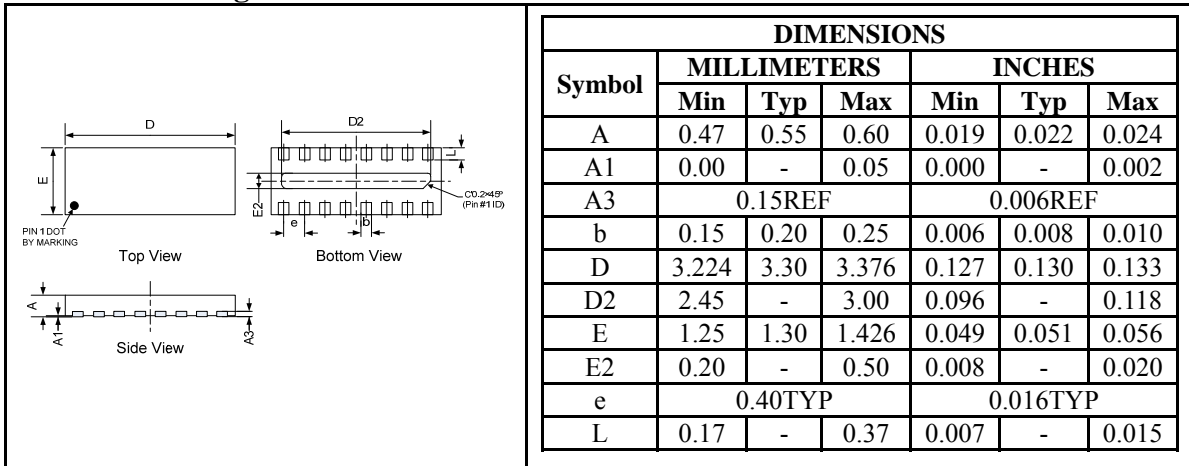 D
E
PIN 1 DOT
BY MARKING
Top View
D2
L
E2
e
b
C'0.2×45º
(Pin #1 ID)
Bottom View
A
A1
A3
Side View
DIMENSIONS
Symbol MILLIMETERS INCHES
Min Typ Max Min Typ Max
A 0.47 0.55 0.60 0.019 0.022 0.024
A1 0.00 - 0.05 0.000 - 0.002
A3 0.15REF 0.006REF
b 0.15 0.20 0.25 0.006 0.008 0.010
D 3.224 3.30 3.376 0.127 0.130 0.133
D2 2.45 - 3.00 0.096 - 0.118
E 1.25 1.30 1.426 0.049 0.051 0.056
E2 0.20 - 0.50 0.008 - 0.020
e 0.40TYP 0.016TYP
L 0.17 - 0.37 0.007 - 0.015